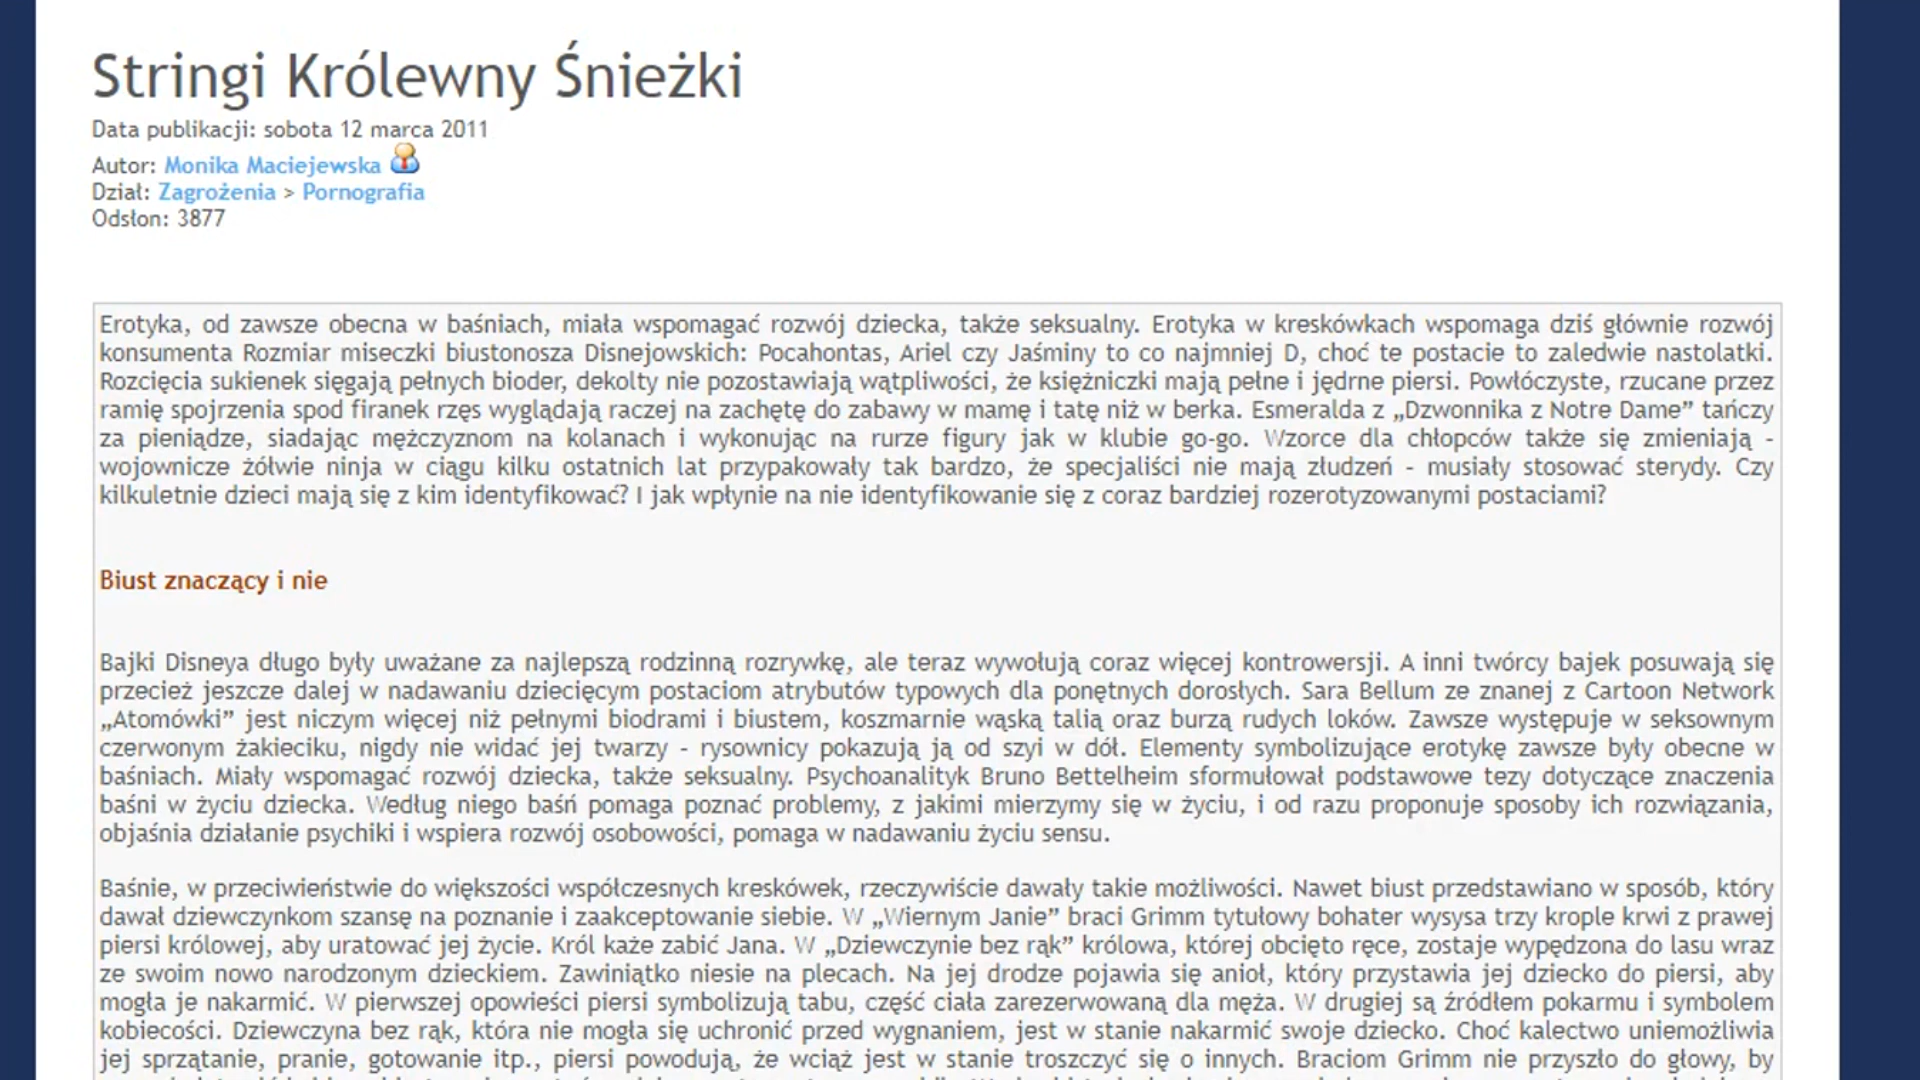 Stringi Królewny Śnieżki
Data publikacji: sobota 12 marca 2011
Autor: Monika Maciejewska
Dział: Zagrożenia > Pornografia
Odsłon: 3877
Erotyka, od zawsze obecna w baśniach, miała wspomagać rozwój dziecka, także seksualny. Erotyka w kreskówkach wspomaga dziś głównie rozwój
konsumenta Rozmiar miseczki biustonosza Disnejowskich: Pocahontas, Ariel czy Jaśminy to co najmniej D, choć te postacie to zaledwie nastolatki.
Rozcięcia sukienek sięgają pełnych bioder, dekolty nie pozostawiają wątpliwości, że księżniczki mają pełne i jędrne piersi. Powłóczyste, rzucane przez
ramię spojrzenia spod firanek rzęs wyglądają raczej na zachętę do zabawy w mamę i tatę niż w berka. Esmeralda z „Dzwonnika z Notre Dame” tańczy
za pieniądze, siadając mężczyznom na kolanach i wykonując na rurze figury jak w klubie go-go. Wzorce dla chłopców także się zmieniają -
wojownicze żółwie ninja w ciągu kilku ostatnich lat przypakowały tak bardzo, że specjaliści nie mają złudzeń - musiały stosować sterydy. Czy
kilkuletnie dzieci mają się z kim identyfikować? I jak wpłynie na nie identyfikowanie się z coraz bardziej rozerotyzowanymi postaciami?
Biust znaczący i nie
Bajki Disneya długo były uważane za najlepszą rodzinną rozrywkę, ale teraz wywołują coraz więcej kontrowersji. A inni twórcy bajek posuwają się
przecież jeszcze dalej w nadawaniu dziecięcym postaciom atrybutów typowych dla ponętnych dorosłych. Sara Bellum ze znanej z Cartoon Network
„Atomówki” jest niczym więcej niż pełnymi biodrami i biustem, koszmarnie wąską talią oraz burzą rudych loków. Zawsze występuje w seksownym
czerwonym żakieciku, nigdy nie widać jej twarzy - rysownicy pokazują ją od szyi w dół. Elementy symbolizujące erotykę zawsze były obecne w
baśniach. Miały wspomagać rozwój dziecka, także seksualny. Psychoanalityk Bruno Bettelheim sformułował podstawowe tezy dotyczące znaczenia
baśni w życiu dziecka. Według niego baśń pomaga poznać problemy, z jakimi mierzymy się w życiu, i od razu proponuje sposoby ich rozwiązania,
objaśnia działanie psychiki i wspiera rozwój osobowości, pomaga w nadawaniu życiu sensu.
Baśnie, w przeciwieństwie do większości współczesnych kreskówek, rzeczywiście dawały takie możliwości. Nawet biust przedstawiano w sposób, który
dawał dziewczynkom szansę na poznanie i zaakceptowanie siebie. W „Wiernym Janie” braci Grimm tytułowy bohater wysysa trzy krople krwi z prawej
piersi królowej, aby uratować jej życie. Król każe zabić Jana. W „Dziewczynie bez rąk” królowa, której obcięto ręce, zostaje wypędzona do lasu wraz
ze swoim nowo narodzonym dzieckiem. Zawiniątko niesie na plecach. Na jej drodze pojawia się anioł, który przystawia jej dziecko do piersi, aby
mogła je nakarmić. W pierwszej opowieści piersi symbolizują tabu, część ciała zarezerwowaną dla męża. W drugiej są źródłem pokarmu i symbolem
kobiecości. Dziewczyna bez rąk, która nie mogła się uchronić przed wygnaniem, jest w stanie nakarmić swoje dziecko. Choć kalectwo uniemożliwia
jej sprzątanie, pranie, gotowanie itp., piersi powodują, że wciąż jest w stanie troszczyć się o innych. Braciom Grimm nie przyszło do głowy, by